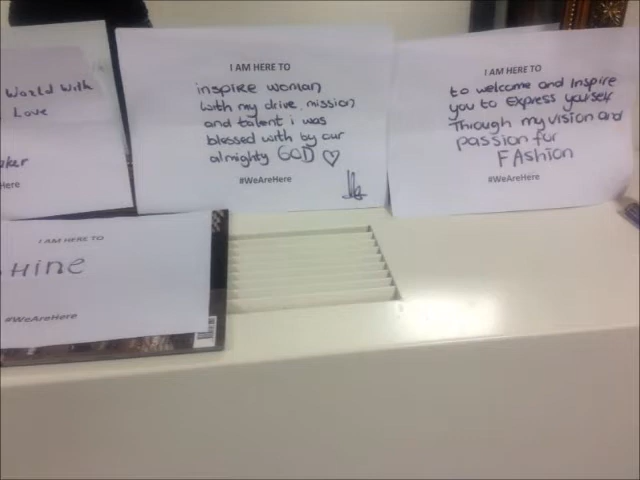 World With
Love
I AM HERE TO
inspire woman
with my drive, mission
and talent i was
blessed with by our
almighty GOD ♡
#WeAreHere
I AM HERE TO
to welcome and Inspire
you to Express yourself
Through my vision and
passion for
FAshion
#WeAreHere
I AM HERE TO
HINE
#WeAreHere